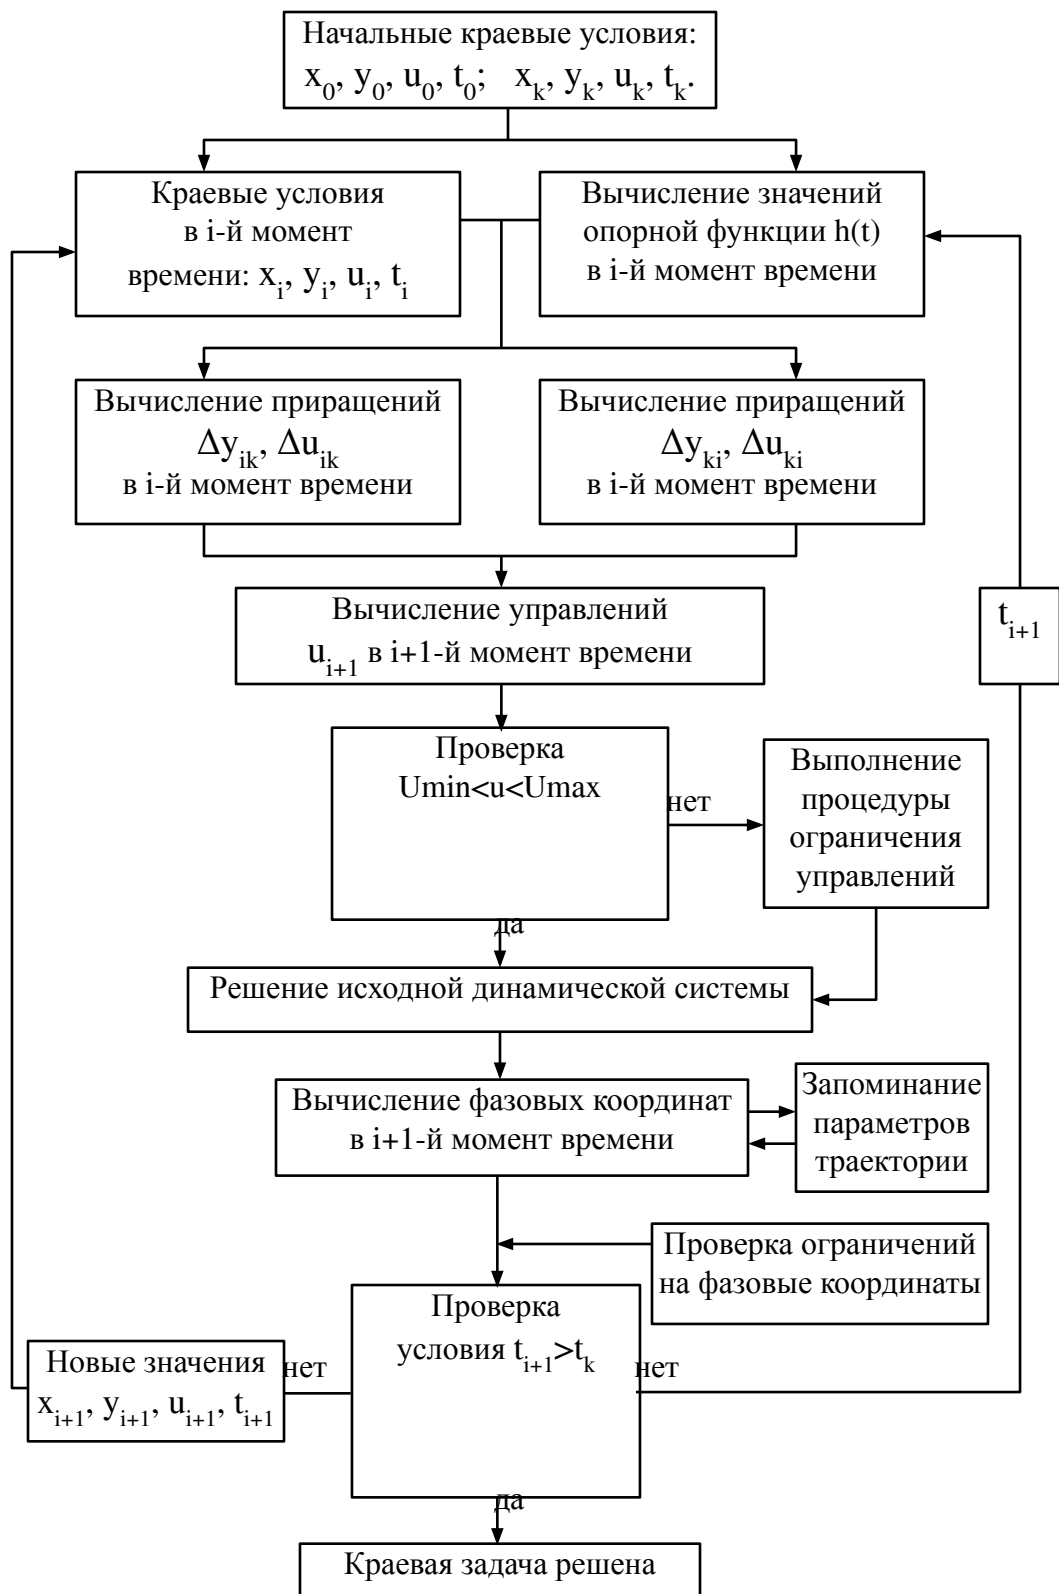 Начальные краевые условия:
x₀, y₀, u₀, t₀; xₖ, yₖ, uₖ, tₖ.
Краевые условия
в i-й момент
времени: xᵢ, yᵢ, uᵢ, tᵢ
Вычисление значений
опорной функции h(t)
в i-й момент времени
Вычисление приращений
Δyᵢₖ, Δuᵢₖ
в i-й момент времени
Вычисление приращений
Δyₖᵢ, Δuₖᵢ
в i-й момент времени
Вычисление управлений
uᵢ₊₁ в i+1-й момент времени
tᵢ₊₁
Проверка
Umin<u<Umax
нет
Выполнение
процедуры
ограничения
управлений
да
Решение исходной динамической системы
Вычисление фазовых координат
в i+1-й момент времени
Запоминание
параметров
траектории
Проверка ограничений
на фазовые координаты
Проверка
условия tᵢ₊₁>tₖ
нет
нет
Новые значения
xᵢ₊₁, yᵢ₊₁, uᵢ₊₁, tᵢ₊₁
да
Краевая задача решена